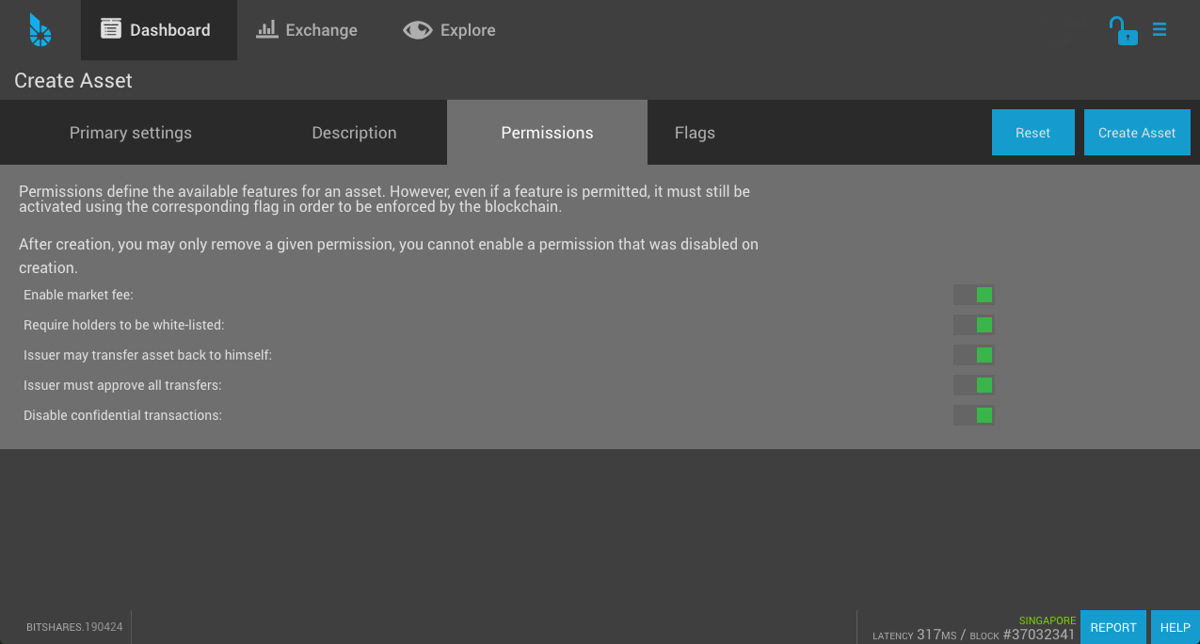 Dashboard
Exchange
Explore
Create Asset
Primary settings
Description
Permissions
Flags
Reset
Create Asset
Permissions define the available features for an asset. However, even if a feature is permitted, it must still be
activated using the corresponding flag in order to be enforced by the blockchain.
After creation, you may only remove a given permission, you cannot enable a permission that was disabled on
creation.
Enable market fee:
Require holders to be white-listed:
Issuer may transfer asset back to himself:
Issuer must approve all transfers:
Disable confidential transactions:
BITSHARES.190424
SINGAPORE
LATENCY 317MS / BLOCK #37032341
REPORT
HELP